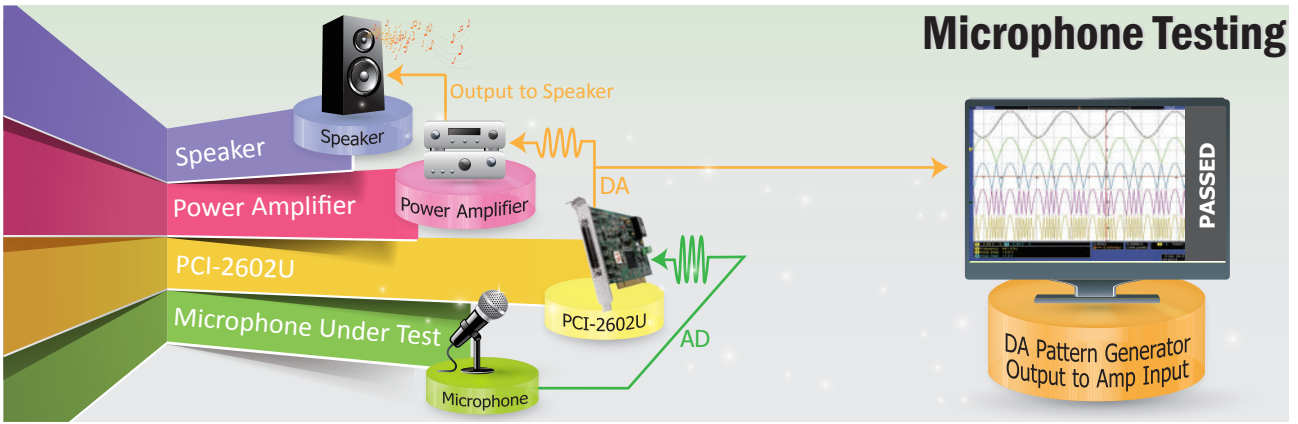 Microphone Testing
Output to Speaker
Speaker
Speaker
DA
Power Amplifier
Power Amplifier
PCI-2602U
PCI-2602U
Microphone Under Test
AD
Microphone
PASSED
DA Pattern Generator
Output to Amp Input